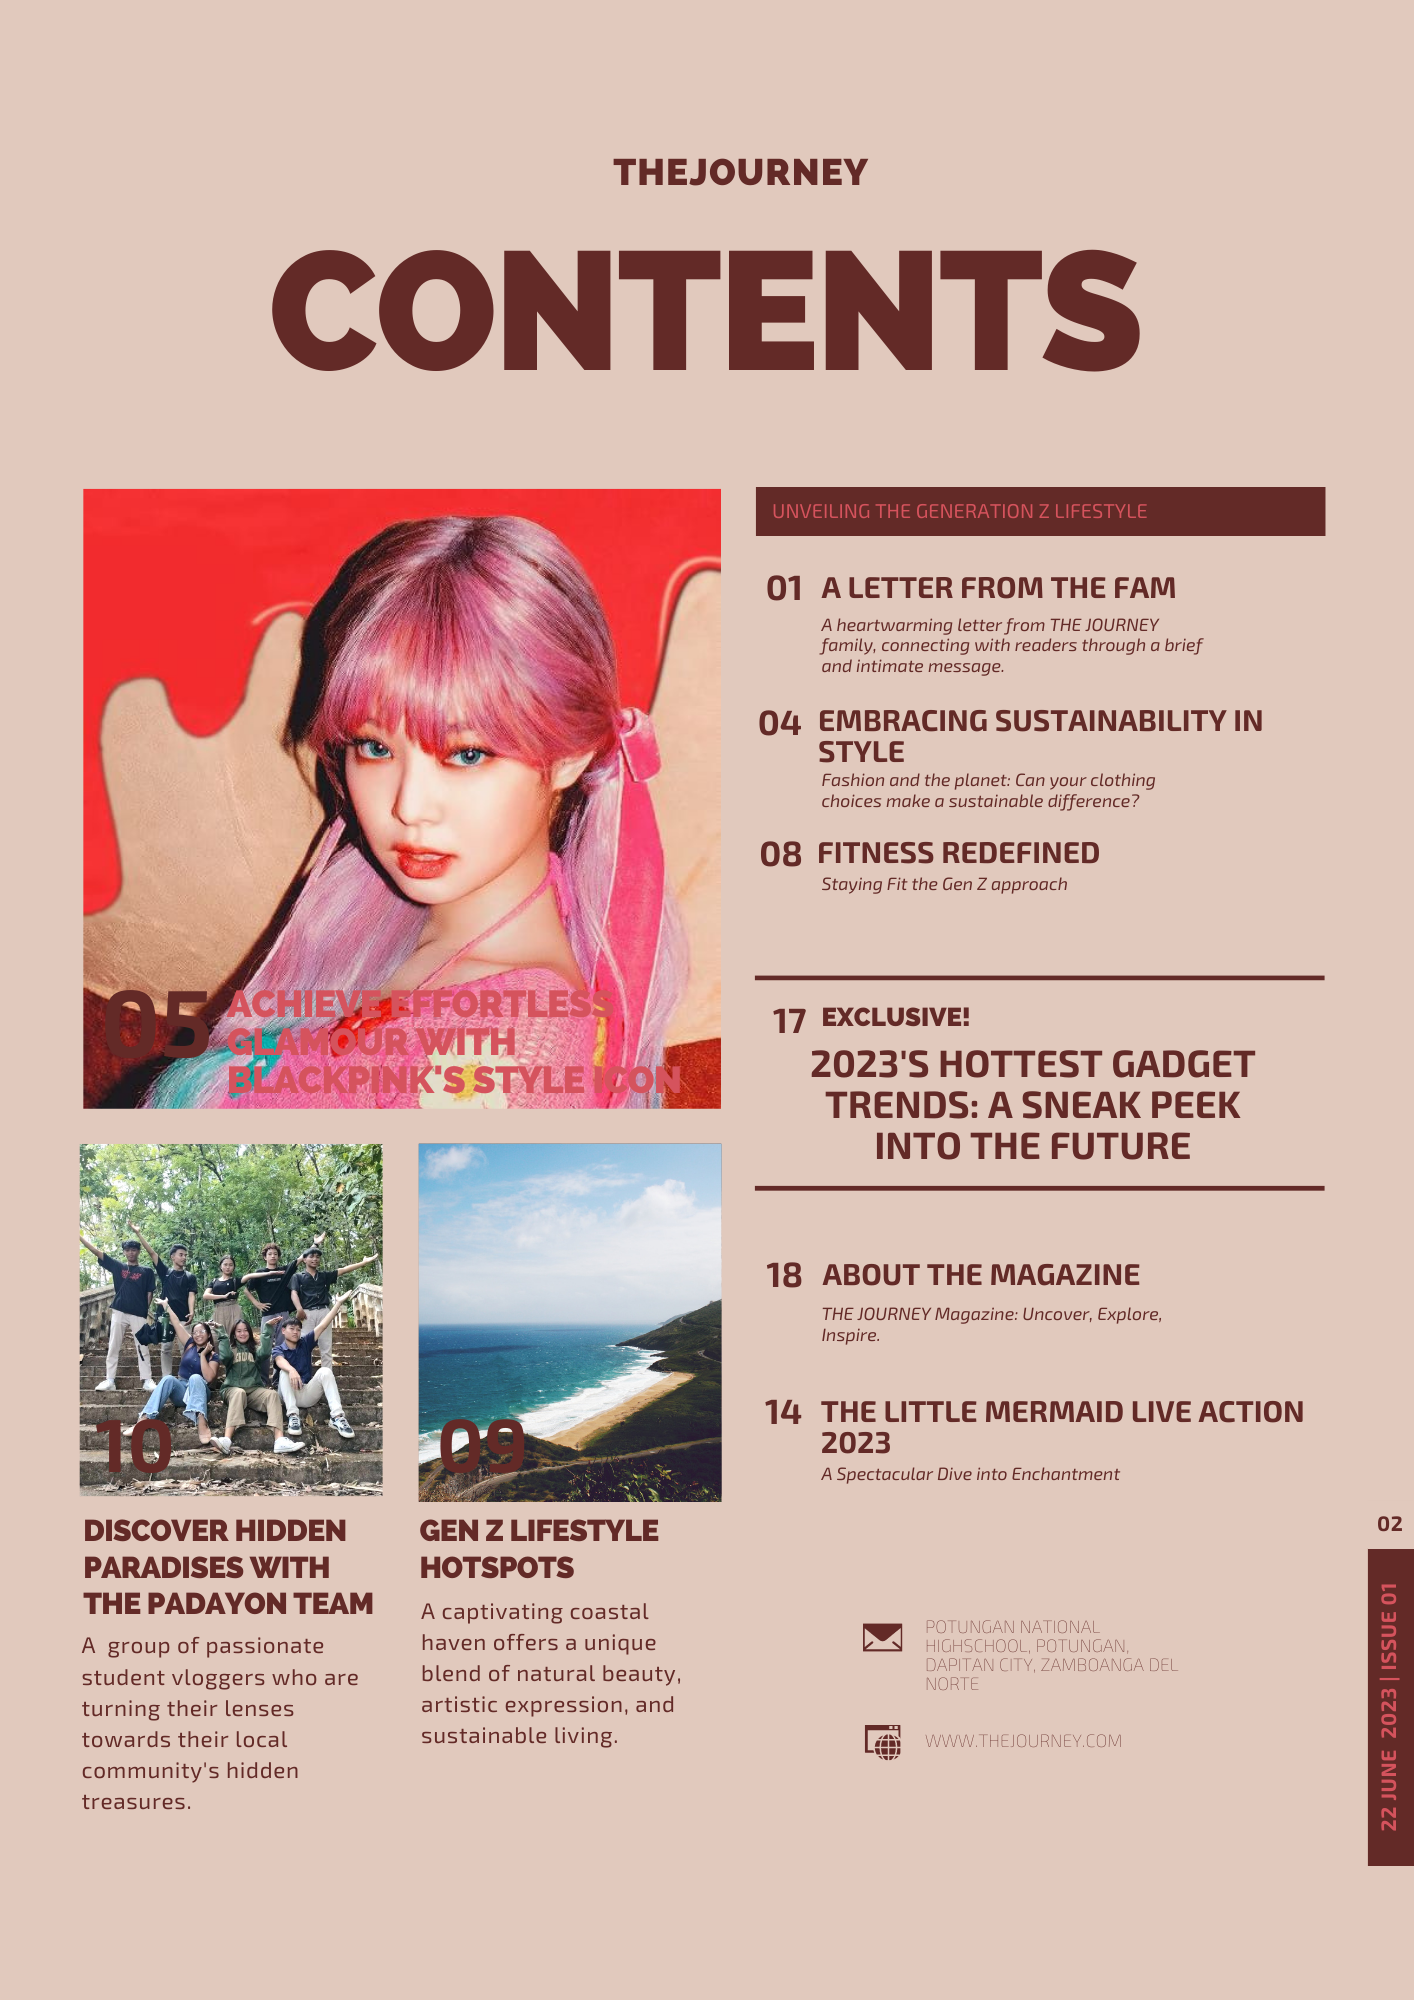 THEJOURNEY
CONTENTS
05
ACHIEVE EFFORTLESS
GLAMOUR WITH
BLACKPINK'S STYLE ICON
10
DISCOVER HIDDEN
PARADISES WITH
THE PADAYON TEAM
A group of passionate
student vloggers who are
turning their lenses
towards their local
community's hidden
treasures.
09
GEN Z LIFESTYLE
HOTSPOTS
A captivating coastal
haven offers a unique
blend of natural beauty,
artistic expression, and
sustainable living.
UNVEILING THE GENERATION Z LIFESTYLE
01 A LETTER FROM THE FAM
A heartwarming letter from THE JOURNEY
family, connecting with readers through a brief
and intimate message.
04 EMBRACING SUSTAINABILITY IN
STYLE
Fashion and the planet: Can your clothing
choices make a sustainable difference?
08 FITNESS REDEFINED
Staying Fit the Gen Z approach
17 EXCLUSIVE!
2023'S HOTTEST GADGET
TRENDS: A SNEAK PEEK
INTO THE FUTURE
18 ABOUT THE MAGAZINE
THE JOURNEY Magazine: Uncover, Explore,
Inspire.
14 THE LITTLE MERMAID LIVE ACTION
2023
A Spectacular Dive into Enchantment
POTUNGAN NATIONAL
HIGHSCHOOL, POTUNGAN,
DAPITAN CITY, ZAMBOANGA DEL
NORTE
WWW.THEJOURNEY.COM
02
22 JUNE 2023 | ISSUE 01